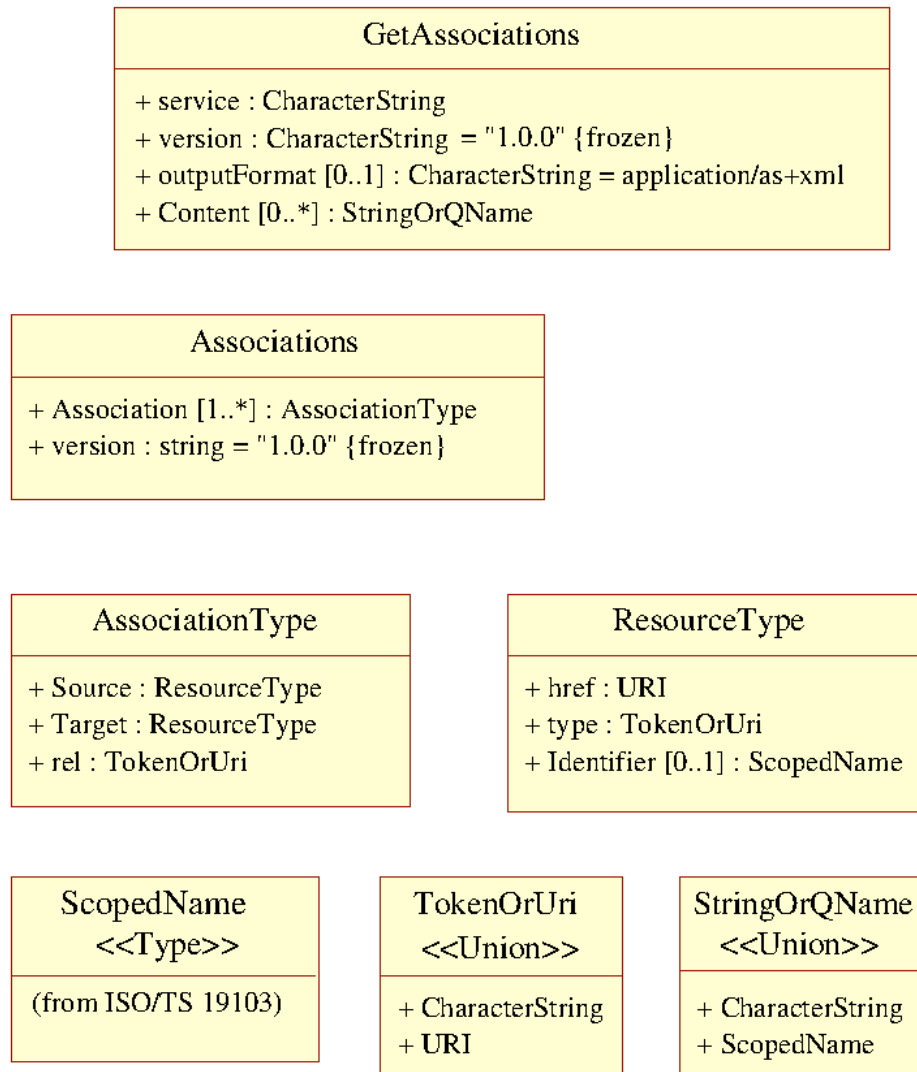 GetAssociations
+ service : CharacterString
+ version : CharacterString = "1.0.0" {frozen}
+ outputFormat [0..1] : CharacterString = application/as+xml
+ Content [0..*] : StringOrQName
Associations
+ Association [1..*] : AssociationType
+ version : string = "1.0.0" {frozen}
AssociationType
+ Source : ResourceType
+ Target : ResourceType
+ rel : TokenOrUri
ResourceType
+ href : URI
+ type : TokenOrUri
+ Identifier [0..1] : ScopedName
ScopedName
<<Type>>
(from ISO/TS 19103)
TokenOrUri
<<Union>>
+ CharacterString
+ URI
StringOrQName
<<Union>>
+ CharacterString
+ ScopedName